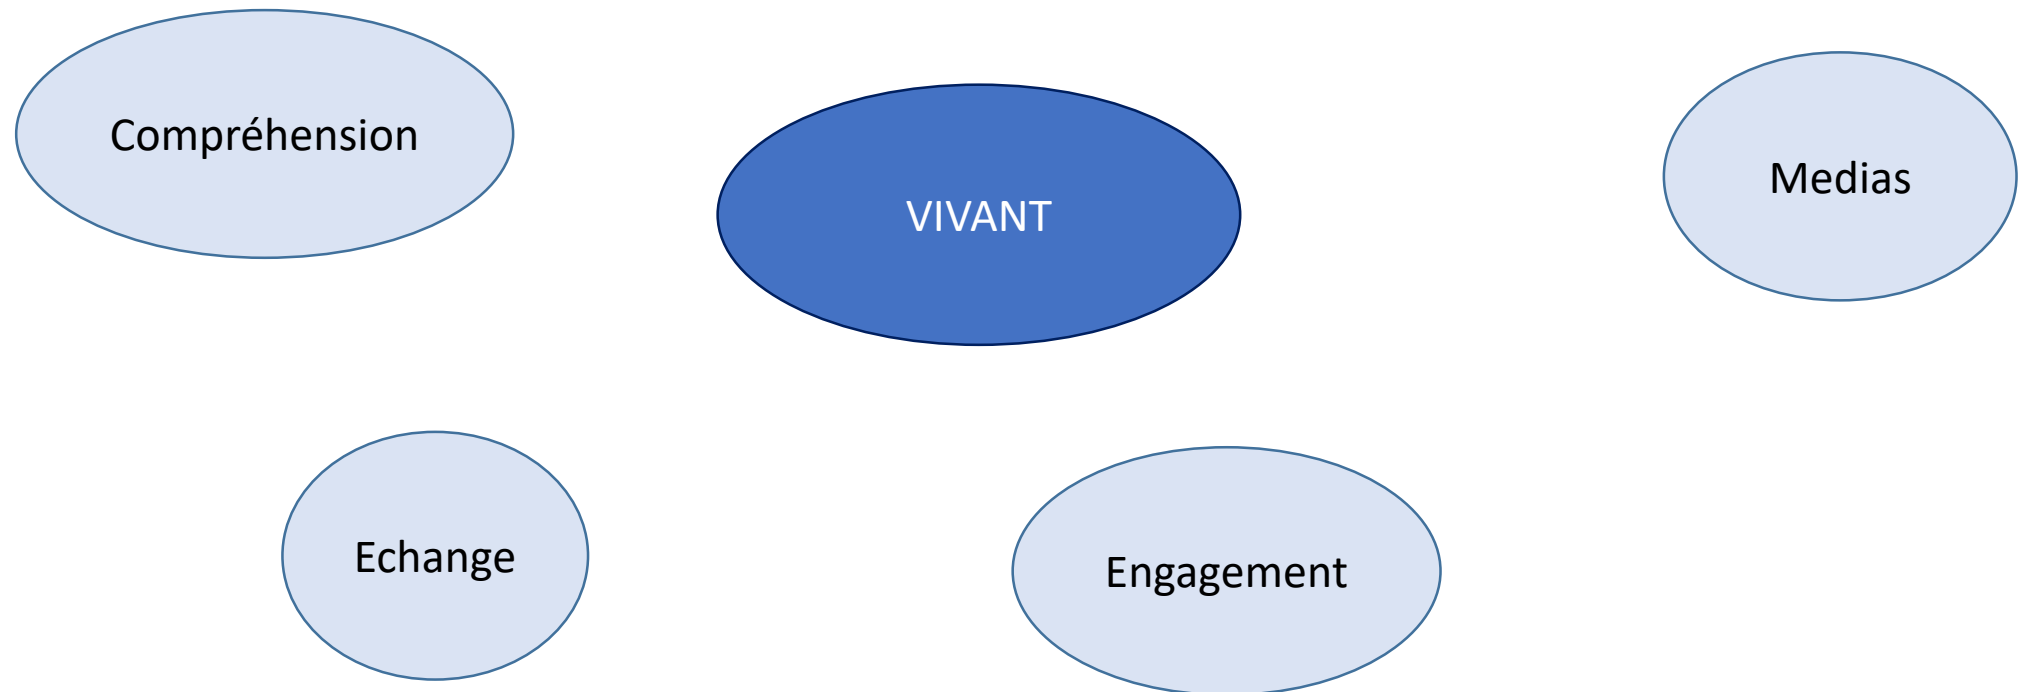 Compréhension
VIVANT
Medias
Echange
Engagement